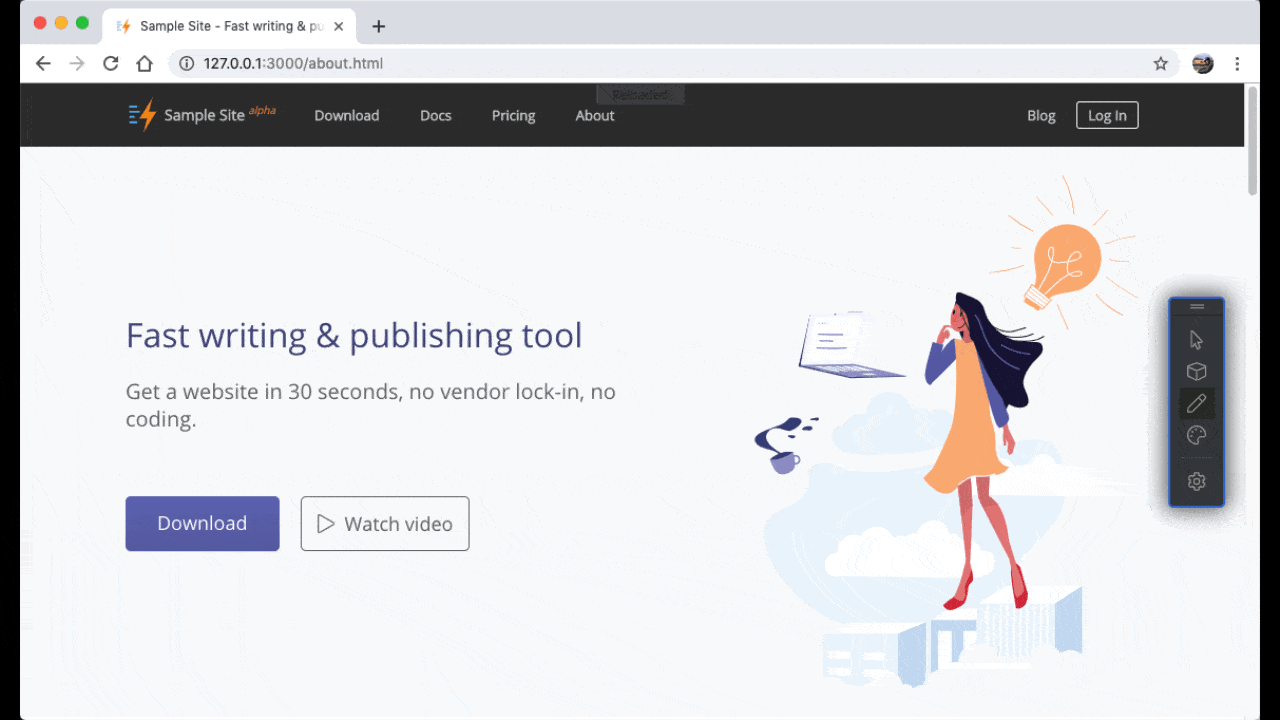 Sample Site - Fast writing & pu
127.0.0.1:3000/about.html
Reloaded
Sample Site alpha
Download
Docs
Pricing
About
Blog
Log In
Fast writing & publishing tool
Get a website in 30 seconds, no vendor lock-in, no
coding.
Download
Watch video